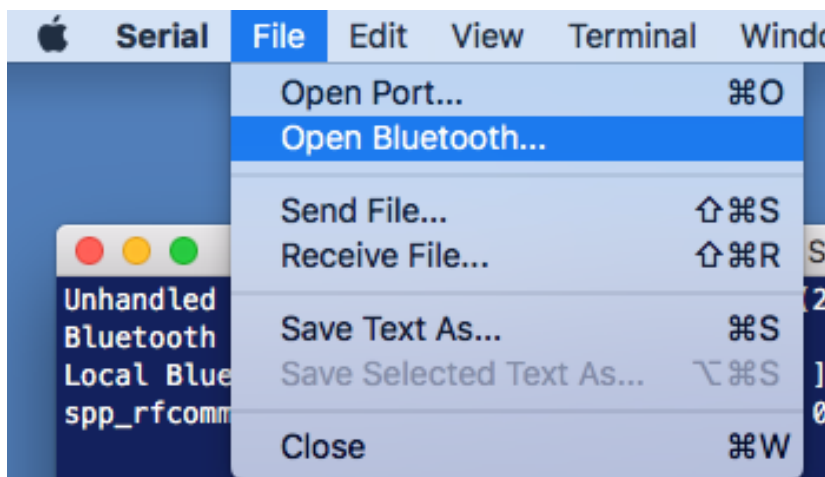 Serial File Edit View Terminal
Open Port... ⌘O
Open Bluetooth...
Send File... ⇧⌘S
Receive File... ⇧⌘R
Save Text As... ⌘S
Save Selected Text As... ⌥⌘S
Close ⌘W
Unhandled
Bluetooth
Local
spp_rfcomm